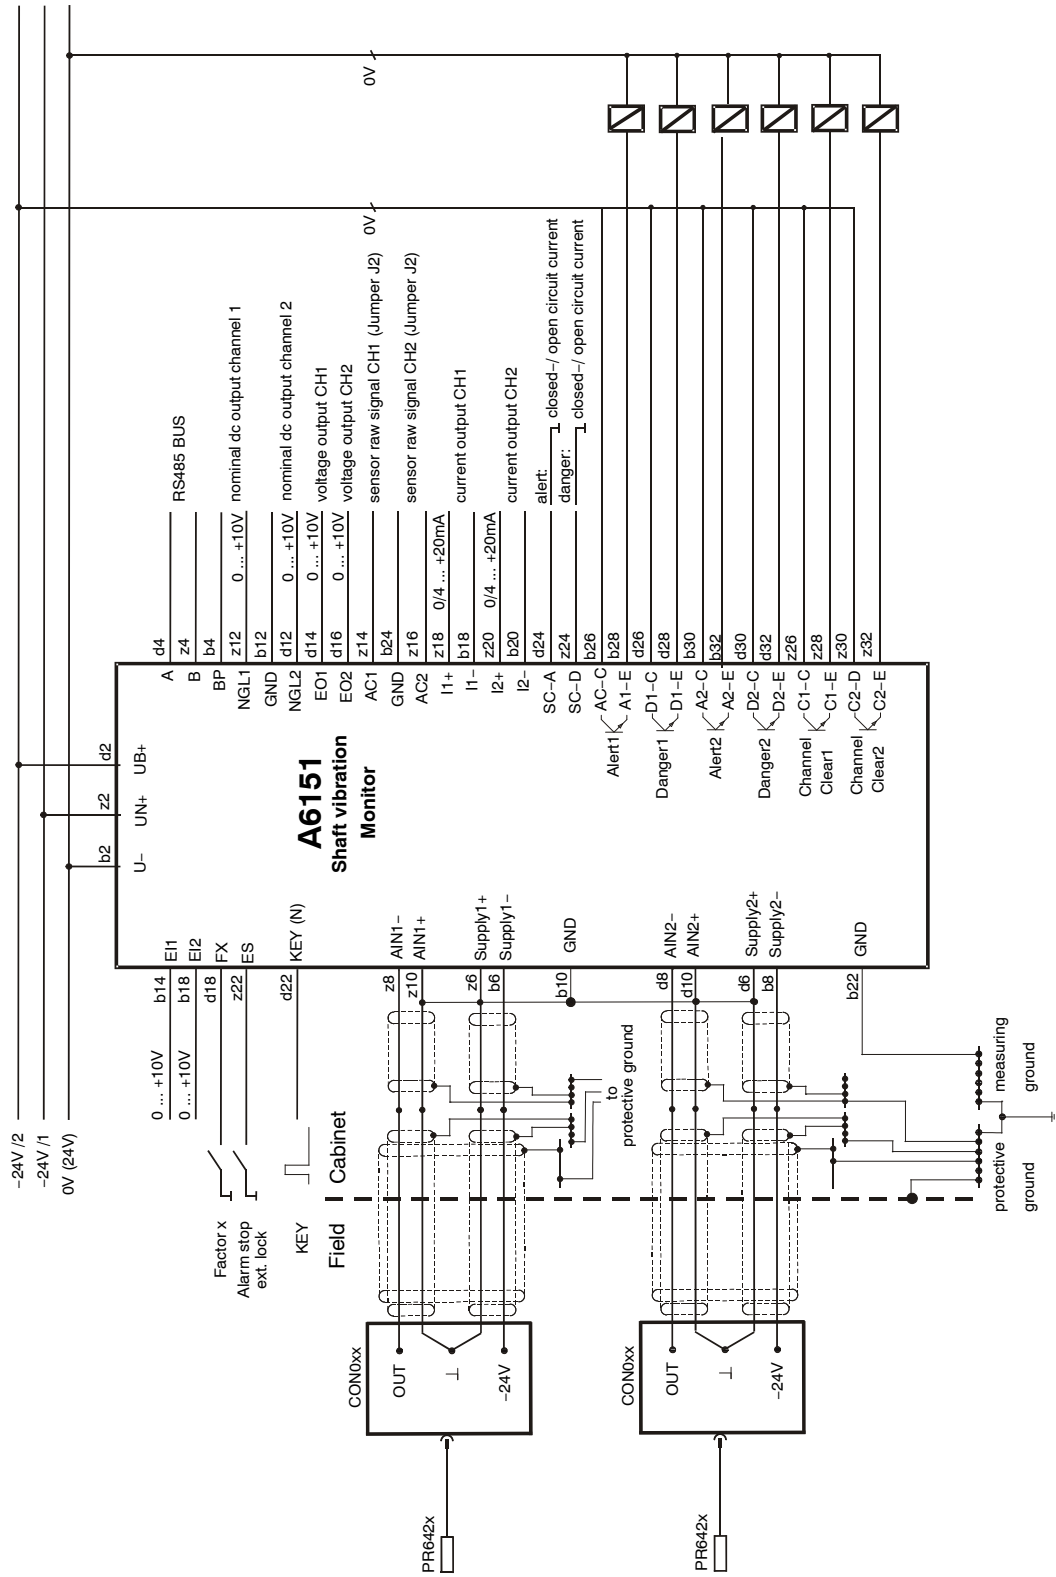 −24V /2
−24V /1
0V (24V)
0V
0V
d2
z2
b2
UB+
UN+
U−
A6151
Shaft vibration
Monitor
0 ... +10V
b14
EI1
0 ... +10V
b18
EI2
d18
FX
z22
ES
d22
KEY (N)
z8
AIN1−
z10
AIN1+
z6
Supply1+
b6
Supply1−
b10
GND
d8
AIN2−
d10
AIN2+
d6
Supply2+
b8
Supply2−
b22
GND
A
d4
B
z4
RS485 BUS
BP
b4
NGL1
z12
0 ... +10V
nominal dc output channel 1
GND
b12
NGL2
d12
0 ... +10V
nominal dc output channel 2
EO1
d14
0 ... +10V
voltage output CH1
EO2
d16
0 ... +10V
voltage output CH2
AC1
z14
sensor raw signal CH1 (Jumper J2)
GND
b24
AC2
z16
sensor raw signal CH2 (Jumper J2)
I1+
z18
0/4 ... +20mA
I1−
b18
current output CH1
I2+
z20
0/4 ... +20mA
I2−
b20
current output CH2
SC−A
d24
alert:
closed−/ open circuit current
SC−D
z24
danger:
closed−/ open circuit current
Alert1
AC−C
b26
A1−E
b28
Danger1
D1−C
d26
D1−E
d28
Alert2
A2−C
b30
A2−E
b32
Danger2
D2−C
d30
D2−E
d32
Channel
Clear1
C1−C
z26
C1−E
z28
Channel
Clear2
C2−D
z30
C2−E
z32
Factor x
Alarm stop
ext. lock
KEY
Field
Cabinet
to
protective ground
protective
ground
measuring
ground
CON0xx
OUT
⊥
−24V
PR642x
CON0xx
OUT
⊥
−24V
PR642x